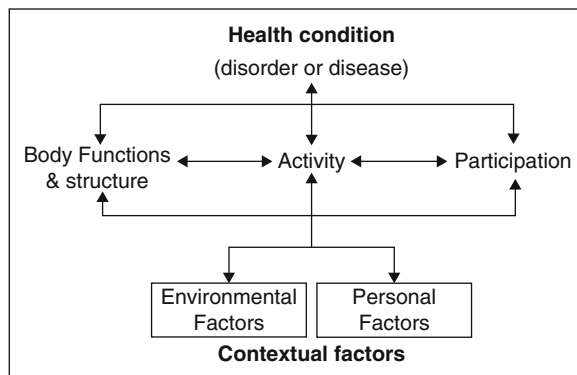 Health condition
(disorder or disease)
Body Functions
& structure
Activity
Participation
Environmental
Factors
Personal
Factors
Contextual factors